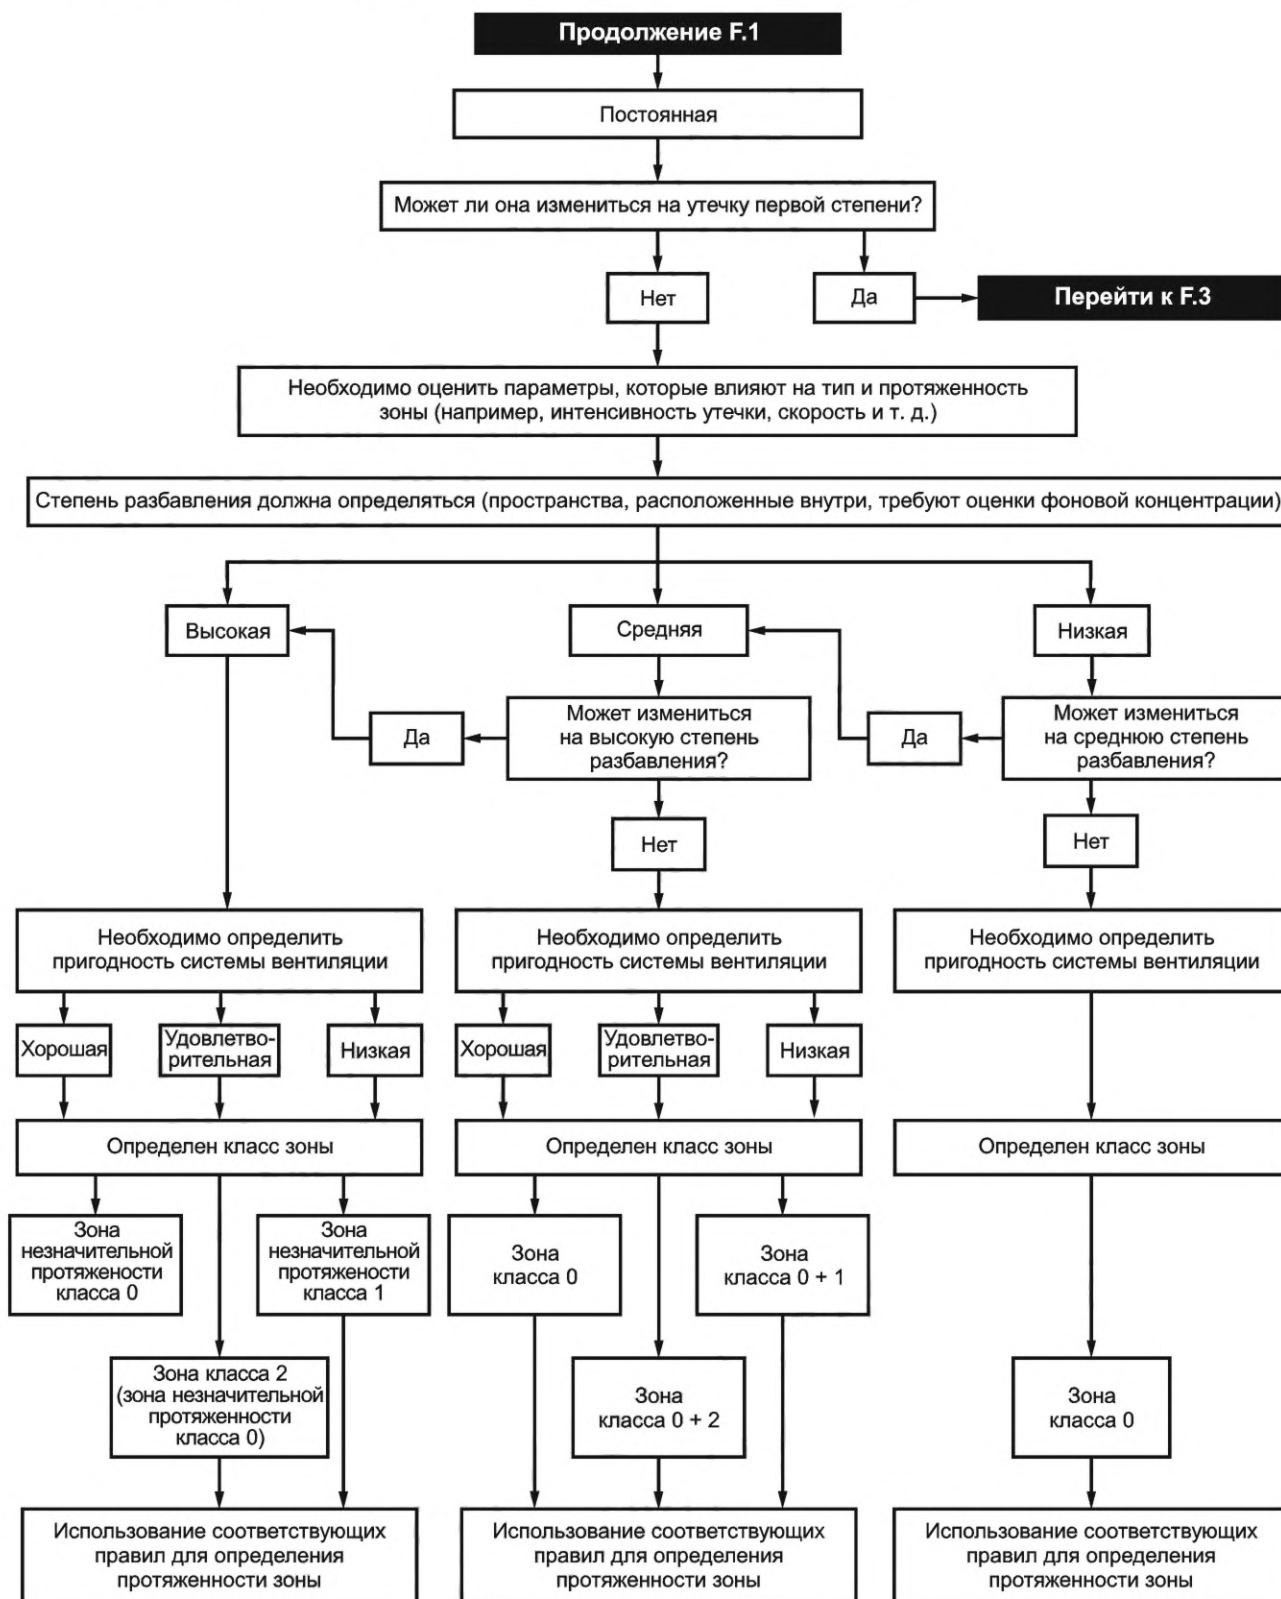 Продолжение F.1
Постоянная
Может ли она измениться на утечку первой степени?
Нет
Да
Перейти к F.3
Необходимо оценить параметры, которые влияют на тип и протяженность
зоны (например, интенсивность утечки, скорость и т. д.)
Степень разбавления должна определяться (пространства, расположенные внутри, требуют оценки фоновой концентрации)
Высокая
Средняя
Низкая
Да
Может измениться
на высокую степень
разбавления?
Да
Может измениться
на среднюю степень
разбавления?
Нет
Нет
Необходимо определить
пригодность системы вентиляции
Необходимо определить
пригодность системы вентиляции
Необходимо определить
пригодность системы вентиляции
Хорошая
Удовлетво-
рительная
Низкая
Хорошая
Удовлетво-
рительная
Низкая
Определен класс зоны
Определен класс зоны
Определен класс зоны
Зона
незначительной
протяжености
класса 0
Зона
незначительной
протяжености
класса 1
Зона
класса 0
Зона
класса 0 + 1
Зона класса 2
(зона незначительной
протяженности
класса 0)
Зона
класса 0 + 2
Зона
класса 0
Использование соответствующих
правил для определения
протяженности зоны
Использование соответствующих
правил для определения
протяженности зоны
Использование соответствующих
правил для определения
протяженности зоны